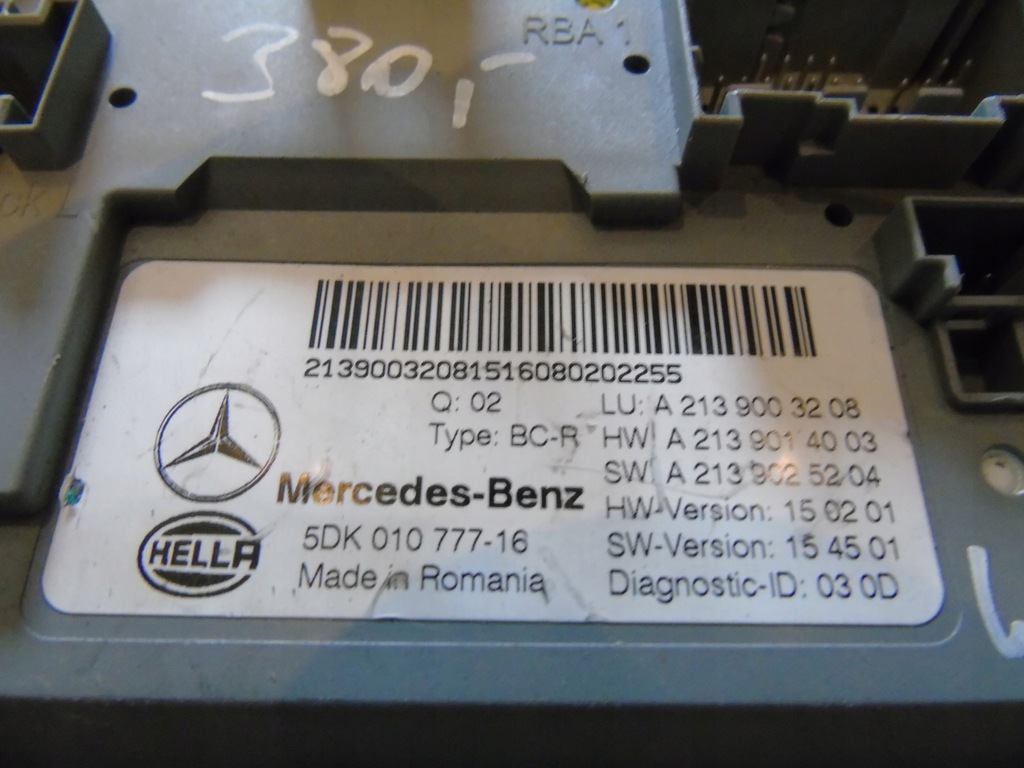 RBA 1
380,-
21390032081516080202255
Q: 02 LU: A 213 900 32 08
Type: BC-R HW A 213 901 40 03
SW A 213 902 52 04
Mercedes-Benz HW-Version: 15 02 01
HELLA 5DK 010 777-16 SW-Version: 15 45 01
Made in Romania Diagnostic-ID: 03 0D